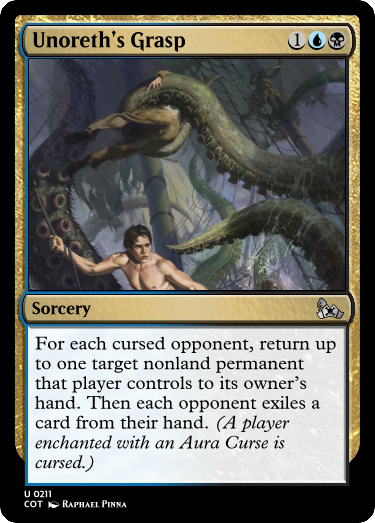 Unoreth's Grasp
1
Sorcery
For each cursed opponent, return up
to one target nonland permanent
that player controls to its owner's
hand. Then each opponent exiles a
card from their hand. (A player
enchanted with an Aura Curse is
cursed.)
U 0211
COT Raphael Pinna